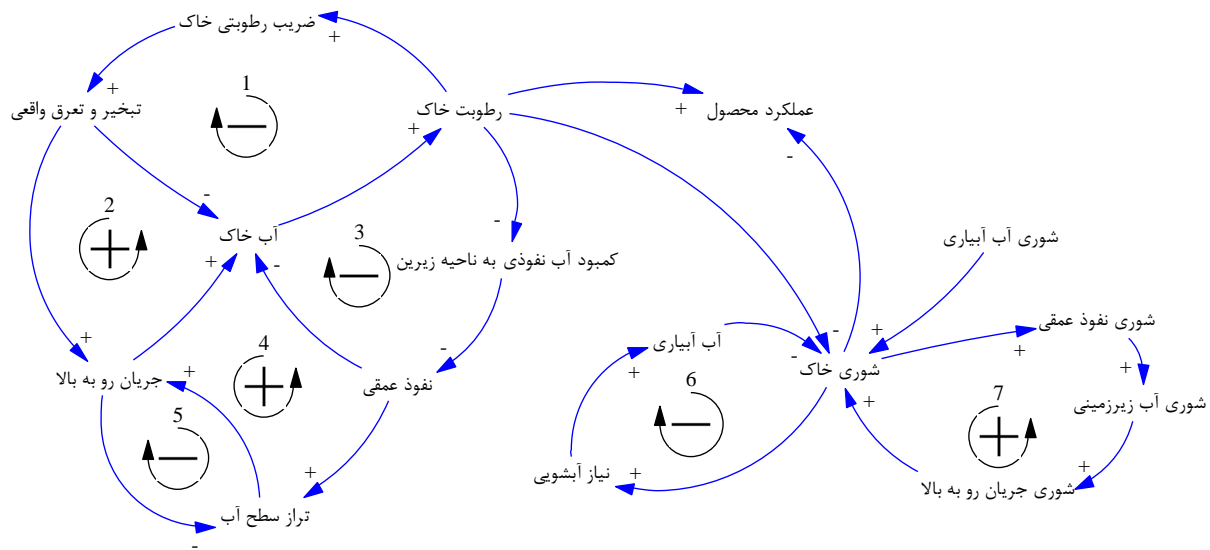 ضریب رطوبتی خاک
+
+
1
تبخیر و تعرق واقعی
رطوبت خاک
عملکرد محصول
+
+
-
-
2
آب خاک
3
-
شوری آب آبیاری
+
-
کمبود آب نفوذی به ناحیه زیرین
شوری نفوذ عمقی
+
4
آب آبیاری
-
+
+
-
-
شوری خاک
+
جریان رو به بالا
+
نفوذ عمقی
+
6
+
شوری آب زیرزمینی
5
7
+
نیاز آبشویی
+
+
شوری جریان رو به بالا
تراز سطح آب
-